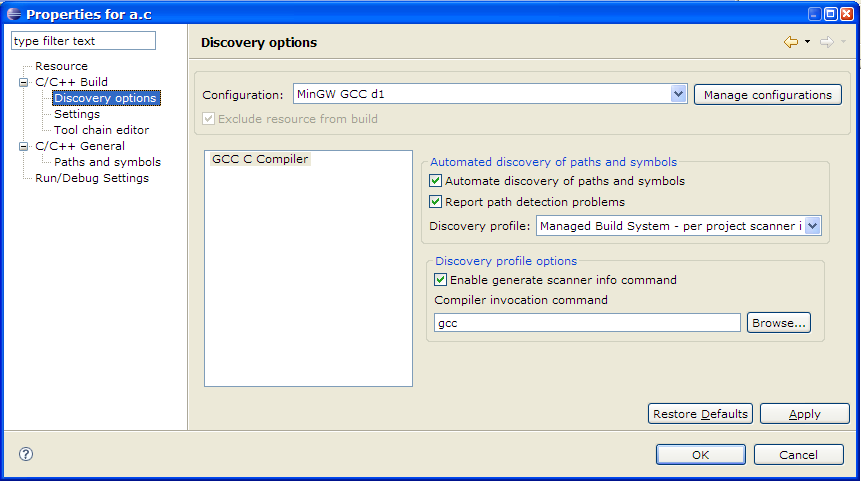 Properties for a.c
type filter text
Discovery options
Resource
C/C++ Build
Discovery options
Settings
Tool chain editor
C/C++ General
Paths and symbols
Run/Debug Settings
Configuration: MinGW GCC d1 Manage configurations
Exclude resource from build
GCC C Compiler
Automated discovery of paths and symbols
Automate discovery of paths and symbols
Report path detection problems
Discovery profile: Managed Build System - per project scanner i
Discovery profile options
Enable generate scanner info command
Compiler invocation command
gcc Browse...
Restore Defaults Apply
OK Cancel